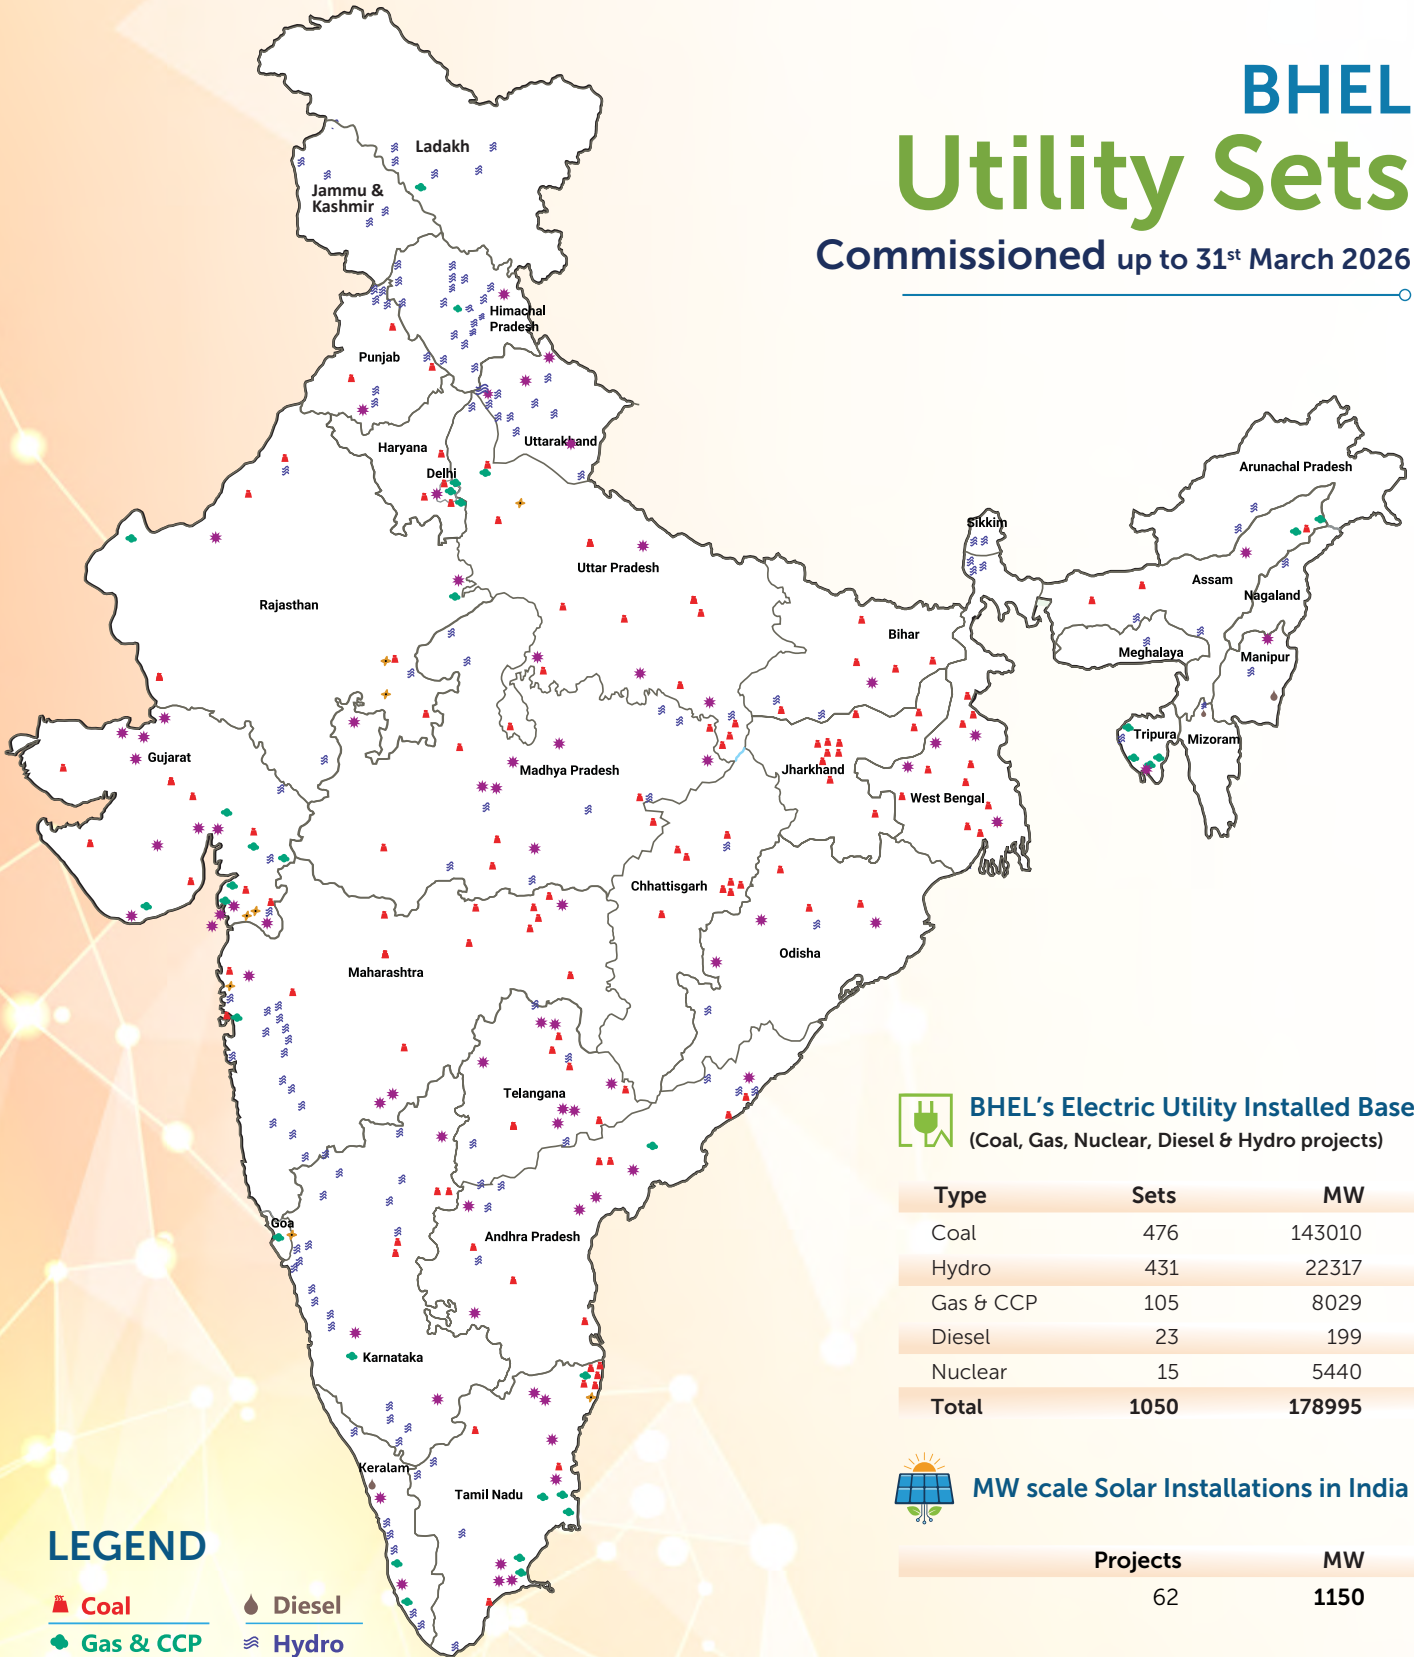 BHEL
Utility Sets
Commissioned up to 31st March 2026
Ladakh
Jammu &
Kashmir
Himachal
Pradesh
Punjab
Uttarakhand
Haryana
Delhi
Arunachal Pradesh
Sikkim
Uttar Pradesh
Assam
Nagaland
Rajasthan
Bihar
Meghalaya
Manipur
Tripura
Mizoram
Gujarat
Madhya Pradesh
Jharkhand
West Bengal
Chhattisgarh
Odisha
Maharashtra
Telangana
Goa
Andhra Pradesh
Karnataka
Keralam
Tamil Nadu
BHEL's Electric Utility Installed Base
(Coal, Gas, Nuclear, Diesel & Hydro projects)
Type Sets MW
Coal 476 143010
Hydro 431 22317
Gas & CCP 105 8029
Diesel 23 199
Nuclear 15 5440
Total 1050 178995
MW scale Solar Installations in India
Projects MW
62 1150
LEGEND
Coal Diesel
Gas & CCP Hydro